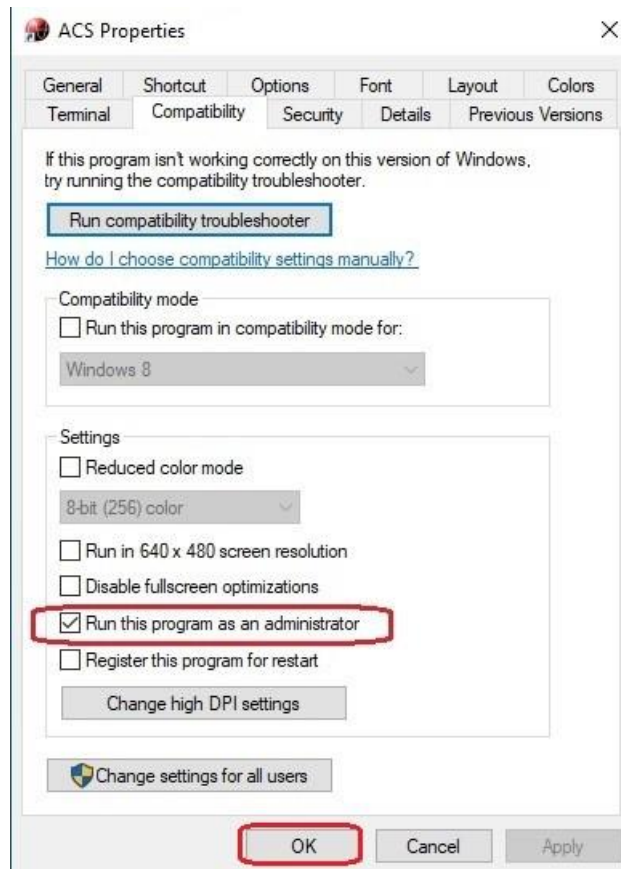 ACS Properties
General Shortcut Options Font Layout Colors
Terminal Compatibility Security Details Previous Versions
If this program isn't working correctly on this version of Windows,
try running the compatibility troubleshooter.
Run compatibility troubleshooter
How do I choose compatibility settings manually?
Compatibility mode
Run this program in compatibility mode for:
Windows 8
Settings
Reduced color mode
8-bit (256) color
Run in 640 x 480 screen resolution
Disable fullscreen optimizations
Run this program as an administrator
Register this program for restart
Change high DPI settings
Change settings for all users
OK Cancel Apply